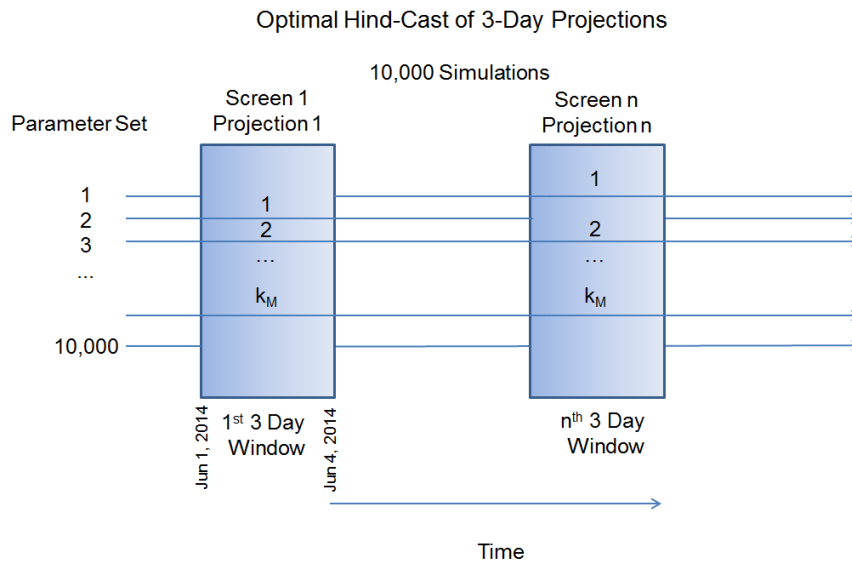 Optimal Hind-Cast of 3-Day Projections
10,000 Simulations
Screen 1
Projection 1
Screen n
Projection n
Parameter Set
1
2
3
...
10,000
1
2
...
kM
1
2
...
kM
Jun 1, 2014
1st 3 Day
Window
Jun 4, 2014
nth 3 Day
Window
Time